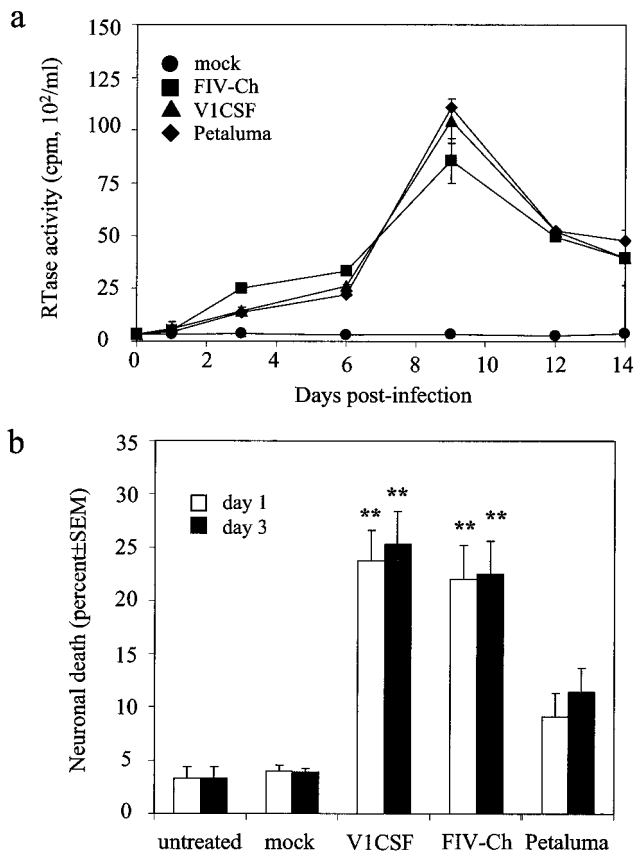 a
150
125
100
75
50
25
0
RTase activity (cpm, 10²/ml)
mock
FIV-Ch
V1CSF
Petaluma
0 2 4 6 8 10 12 14
Days post-infection
b
35
30
25
20
15
10
5
0
Neuronal death (percent±SEM)
day 1
day 3
** **
** **
untreated mock V1CSF FIV-Ch Petaluma